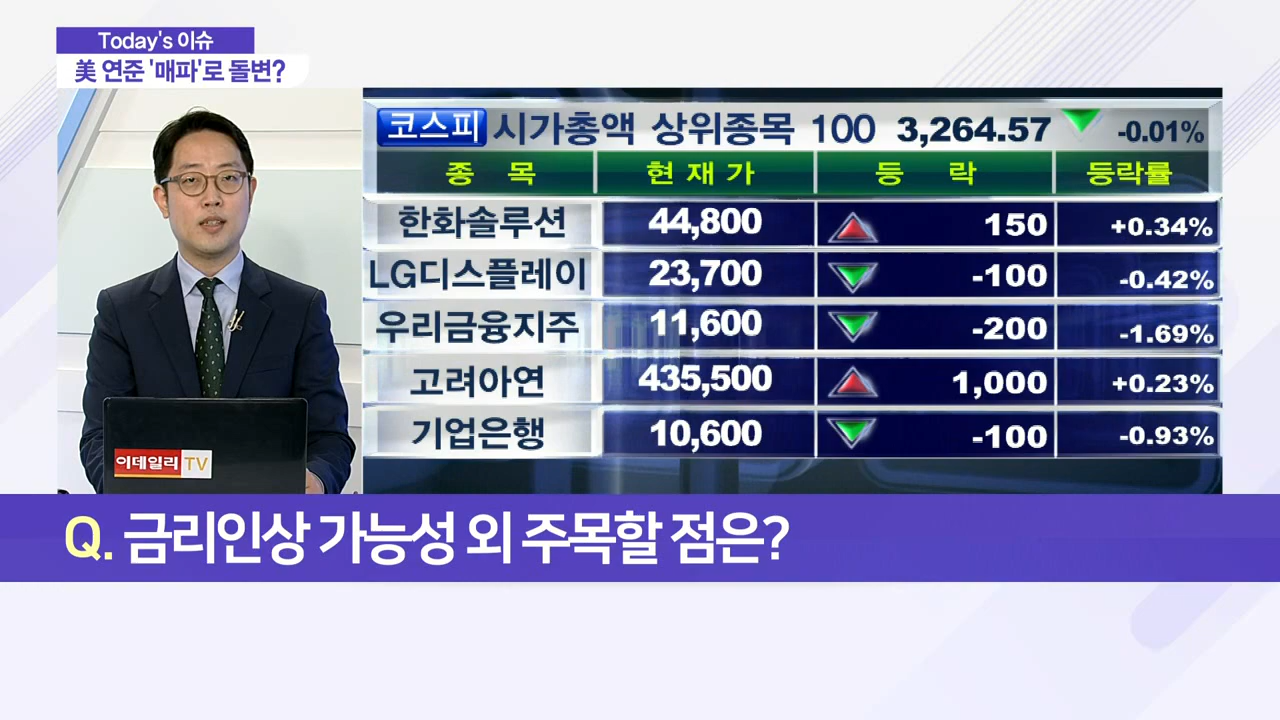 Today's 이슈
美 연준 '매파'로 돌변?
코스피 시가총액 상위종목 100 3,264.57 ▼ -0.01%
종 목 현 재 가 등 락 등락률
한화솔루션 44,800 ▲ 150 +0.34%
LG디스플레이 23,700 ▼ -100 -0.42%
우리금융지주 11,600 ▼ -200 -1.69%
고려아연 435,500 ▲ 1,000 +0.23%
기업은행 10,600 ▼ -100 -0.93%
이데일리 TV
Q. 금리인상 가능성 외 주목할 점은?